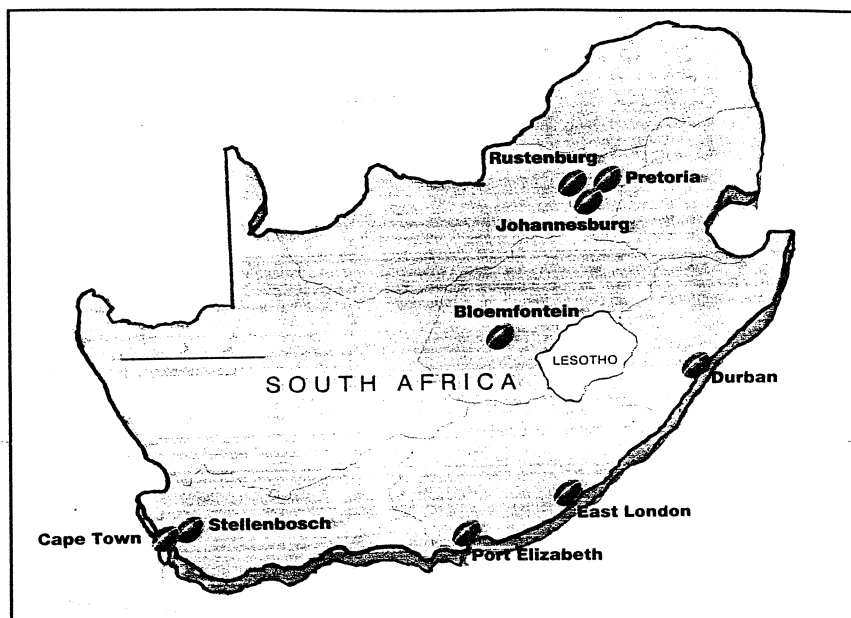 Rustenburg
Pretoria
Johannesburg
Bloemfontein
LESOTHO
SOUTH AFRICA
Durban
East London
Stellenbosch
Cape Town
Port Elizabeth